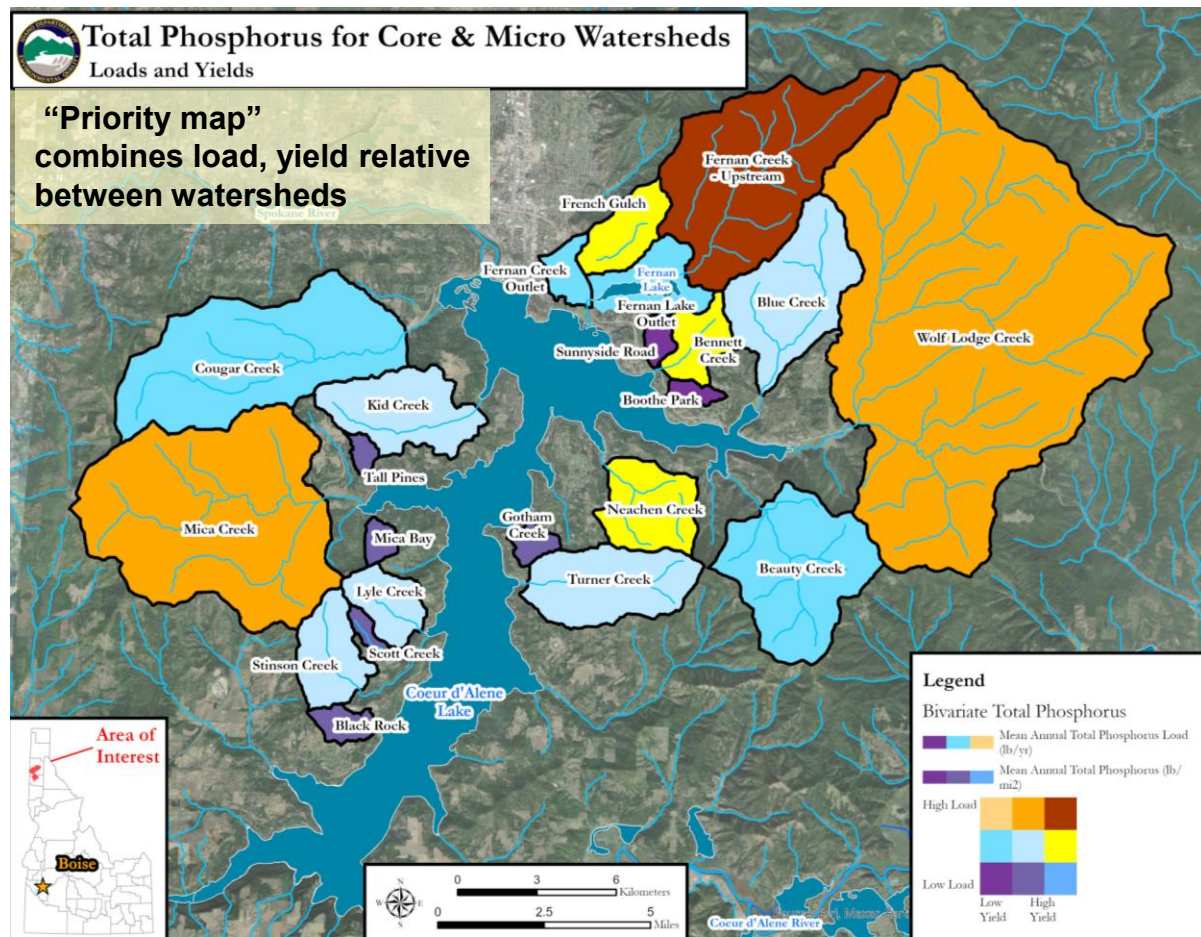 Total Phosphorus for Core & Micro Watersheds
Loads and Yields
“Priority map”
combines load, yield relative
between watersheds
Spokane River
Fernan Creek
- Upstream
French Gulch
Fernan Creek
Outlet
Fernan
Lake
Fernan Lake
Outlet
Blue Creek
Wolf Lodge Creek
Bennett
Creek
Sunnyside Road
Boothe Park
Cougar Creek
Kid Creek
Tall Pines
Mica Creek
Mica Bay
Gotham
Creek
Neachen Creek
Turner Creek
Beauty Creek
Lyle Creek
Scott Creek
Stinson Creek
Black Rock
Coeur d'Alene
Lake
Area of
Interest
Boise
N
W E
S
0 3 6
Kilometers
0 2.5 5
Miles
Coeur d'Alene River
Legend
Bivariate Total Phosphorus
Mean Annual Total Phosphorus Load
(lb/yr)
Mean Annual Total Phosphorus (lb/
mi2)
High Load
Low Load
Low
Yield
High
Yield